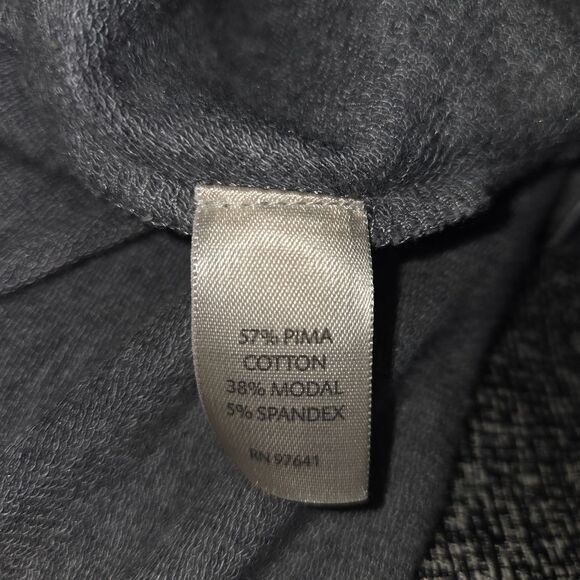 57% PIMA
COTTON
38% MODAL
5% SPANDEX
RN 97641